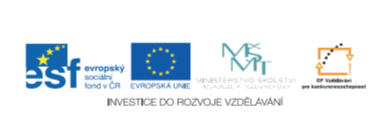 esf
evropský
sociální
fond v ČR
EVROPSKÁ UNIE
MŠMT
MINISTERSTVO ŠKOLSTVÍ
MLÁDEŽE A TĚLOVÝCHOVY
OP Vzdělávání
pro konkurenceschopnost
INVESTICE DO ROZVOJE VZDĚLÁVÁNÍ